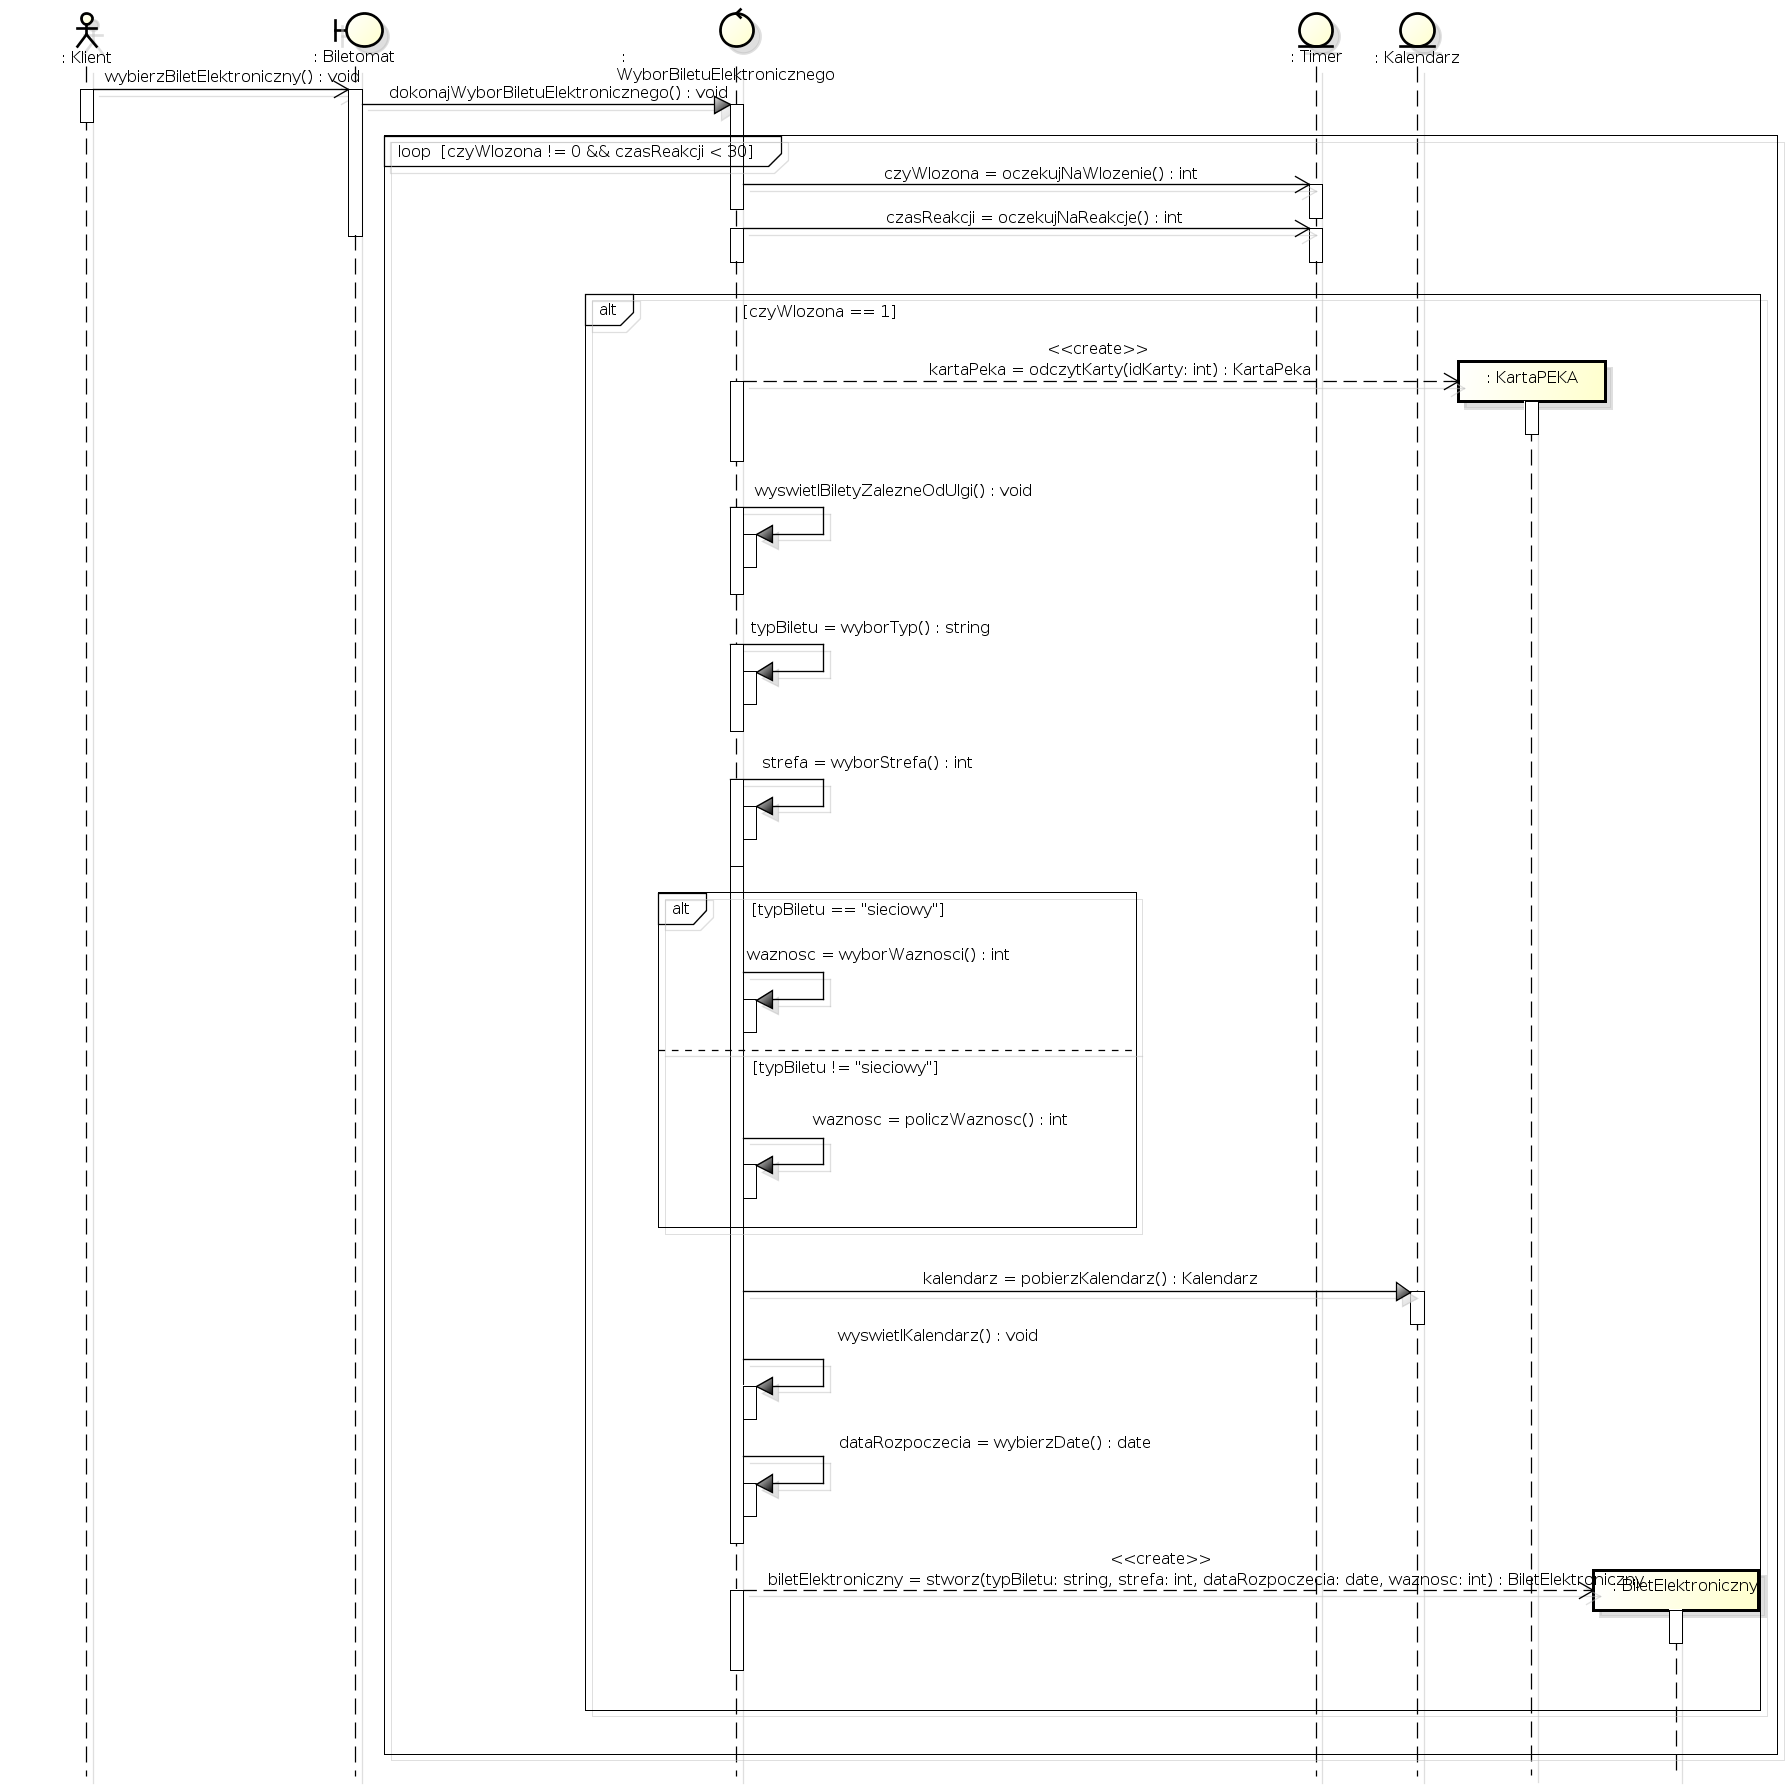 : Klient
: Biletomat
:
WyborBiletuElektronicznego
: Timer
: Kalendarz
wybierzBiletElektroniczny() : void
dokonajWyborBiletuElektronicznego() : void
loop [czyWlozona != 0 && czasReakcji < 30]
czyWlozona = oczekujNaWlozenie() : int
czasReakcji = oczekujNaReakcje() : int
alt
[czyWlozona == 1]
<<create>>
kartaPeka = odczytKarty(idKarty: int) : KartaPeka
: KartaPEKA
wyswietlBiletyZalezneOdUlgi() : void
typBiletu = wyborTyp() : string
strefa = wyborStrefa() : int
alt
[typBiletu == "sieciowy"]
waznosc = wyborWaznosci() : int
[typBiletu != "sieciowy"]
waznosc = policzWaznosc() : int
kalendarz = pobierzKalendarz() : Kalendarz
wyswietlKalendarz() : void
dataRozpoczecia = wybierzDate() : date
<<create>>
biletElektroniczny = stworz(typBiletu: string, strefa: int, dataRozpoczecia: date, waznosc: int) : BiletElektroniczny
: BiletElektroniczny